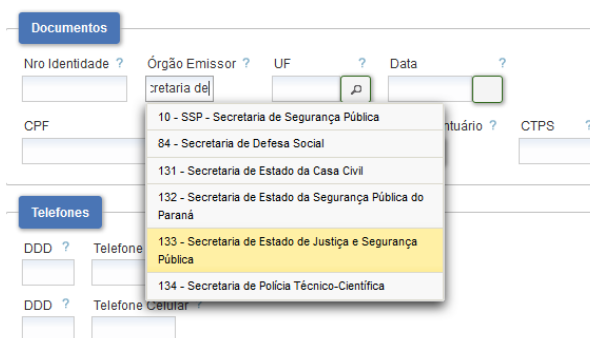 Documentos
Nro Identidade ? Órgão Emissor ? UF ? Data ?
cretaria de
10 - SSP - Secretaria de Segurança Pública
CPF ntuário ? CTPS ?
84 - Secretaria de Defesa Social
131 - Secretaria de Estado da Casa Civil
132 - Secretaria de Estado da Segurança Pública do
Paraná
Telefones
133 - Secretaria de Estado de Justiça e Segurança
Pública
DDD ? Telefone
134 - Secretaria de Polícia Técnico-Científica
DDD ? Telefone Celular ?